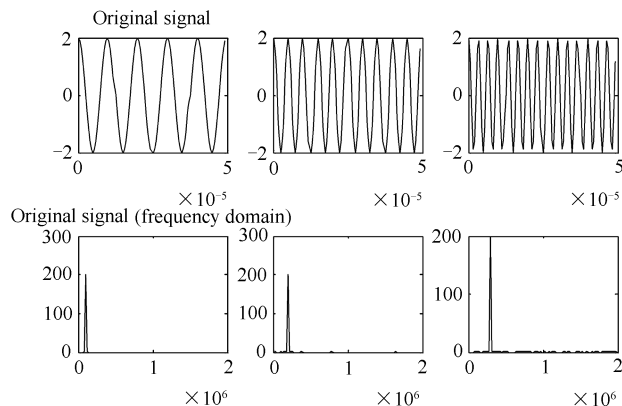 Original signal
2 2 2
0 0 0
−2 −2 −2
0 5 0 5 0 5
×10−5 ×10−5 ×10−5
Original signal (frequency domain)
300 300 200
200 200
100
100 100
0 0 0
0 1 2 0 1 2 0 1 2
×106 ×106 ×106